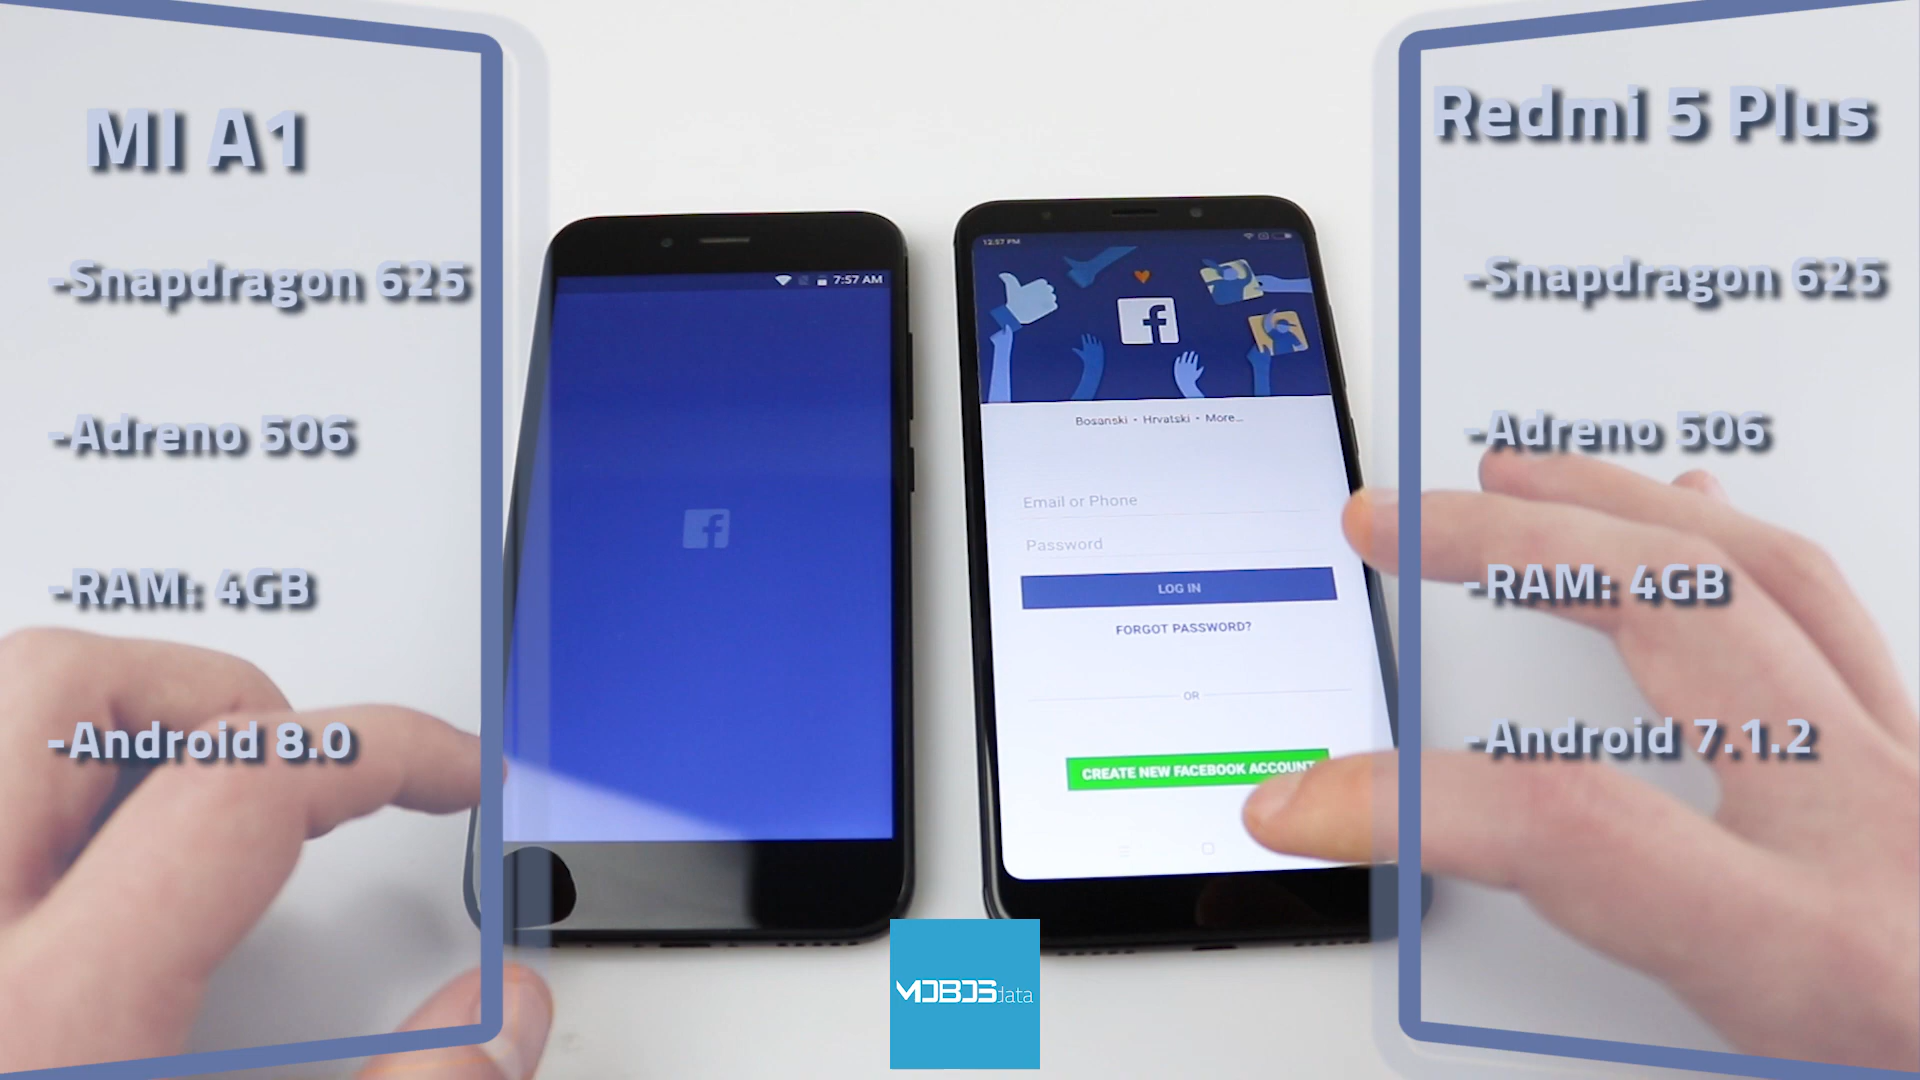 MI A1
-Snapdragon 625
-Adreno 506
-RAM: 4GB
-Android 8.0
7:57 AM
12:57 PM
Bosanski • Hrvatski • More...
Email or Phone
Password
LOG IN
FORGOT PASSWORD?
OR
CREATE NEW FACEBOOK ACCOUNT
Redmi 5 Plus
-Snapdragon 625
-Adreno 506
-RAM: 4GB
-Android 7.1.2
MOBOSdata